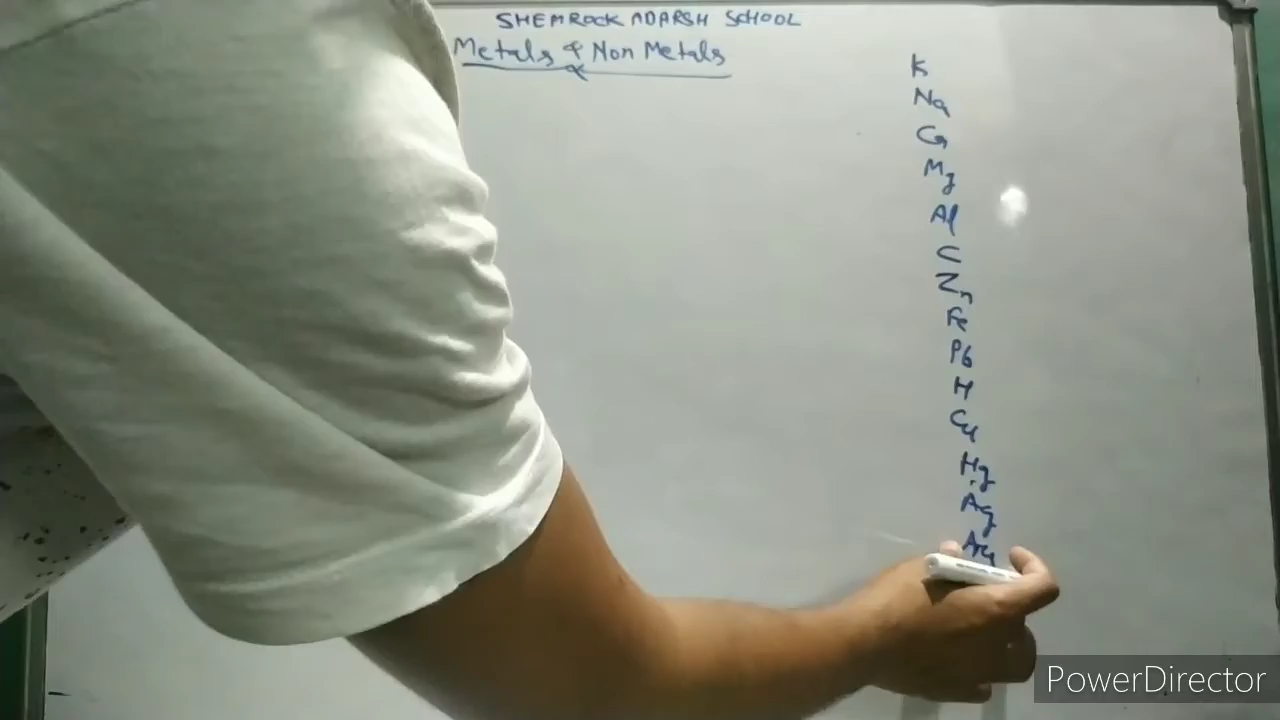 SHEMROCK ADARSH SCHOOL
Metals & Non Metals
K
Na
Ca
Mg
Al
C
Zn
Fe
Pb
H
Cu
Hg
Ag
Au
PowerDirector